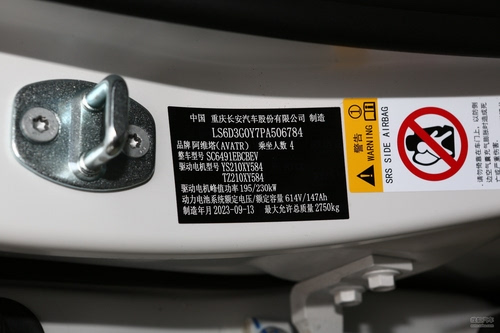 中国 重庆长安汽车股份有限公司 制造
LS6D3G0Y7PA506784
品牌 阿维塔(AVATR) 乘坐人数 4
整车型号 SC6491EBCBEV
驱动电机型号 YS210XY584
TZ210XY584
驱动电机峰值功率 195/230kW
动力电池系统额定电压/额定容量 614V/147Ah
制造年月 2023-09-13 最大允许总质量 2750kg
警告
WARNING
SRS SIDE AIRBAG